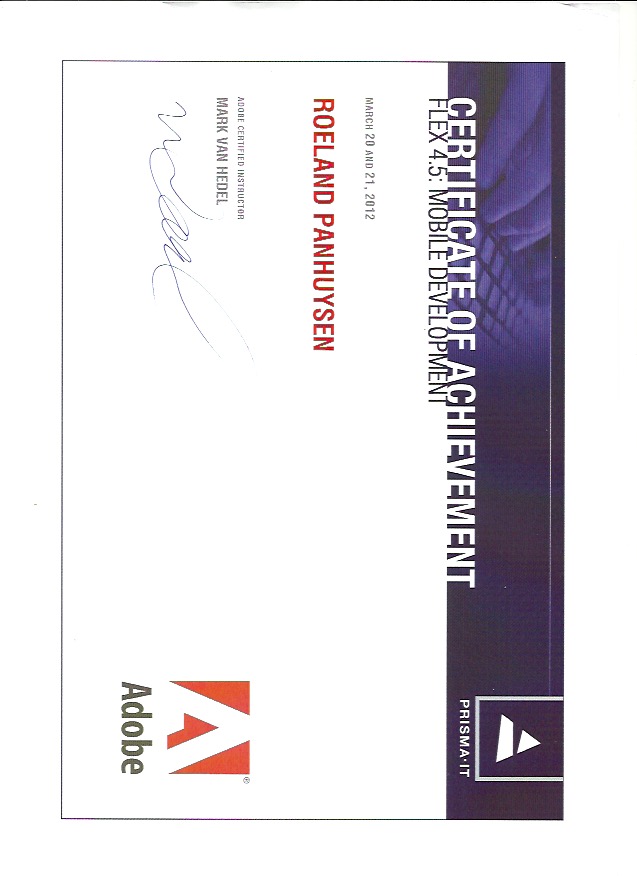 CERTIFICATE OF ACHIEVEMENT
FLEX 4.5: MOBILE DEVELOPMENT
PRISMA·IT
MARCH 20 AND 21, 2012
ROELAND PANHUYSEN
ADOBE CERTIFIED INSTRUCTOR
MARK VAN HEDEL
®
Adobe